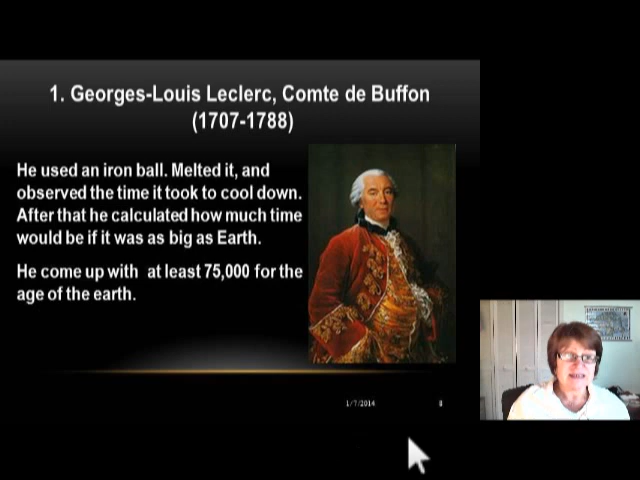 1. Georges-Louis Leclerc, Comte de Buffon
(1707-1788)
He used an iron ball. Melted it, and
observed the time it took to cool down.
After that he calculated how much time
would be if it was as big as Earth.
He come up with at least 75,000 for the
age of the earth.
1/7/2014
8